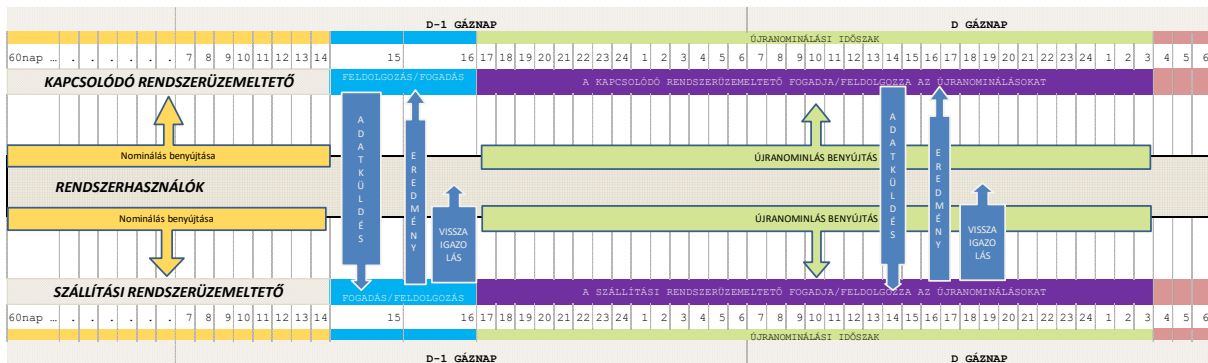 D-1 GÁZNAP D GÁZNAP
ÚJRANOMINÁLÁSI IDŐSZAK
60nap … . . . . . . 7 8 9 10 11 12 13 14 15 16 17 18 19 20 21 22 23 24 1 2 3 4 5 6 7 8 9 10 11 12 13 14 15 16 17 18 19 20 21 22 23 24 1 2 3 4 5 6
KAPCSOLÓDÓ RENDSZERÜZEMELTETŐ FELDOLGOZÁS/FOGADÁS A KAPCSOLÓDÓ RENDSZERÜZEMELTETŐ FOGADJA/FELDOLGOZZA AZ ÚJRANOMINÁLÁSOKAT
ADATKÜLDÉS EREDMÉNY ADATKÜLDÉS EREDMÉNY
Nominálás benyújtása ÚJRANOMINLÁS BENYÚJTÁS
RENDSZERHASZNÁLÓK
Nominálás benyújtása ÚJRANOMINLÁS BENYÚJTÁS
VISSZA VISSZA
IGAZO IGAZO
LÁS LÁS
SZÁLLÍTÁSI RENDSZERÜZEMELTETŐ FOGADÁS/FELDOLGOZÁS A SZÁLLÍTÁSI RENDSZERÜZEMELTETŐ FOGADJA/FELDOLGOZZA AZ ÚJRANOMINÁLÁSOKAT
60nap … . . . . . . 7 8 9 10 11 12 13 14 15 16 17 18 19 20 21 22 23 24 1 2 3 4 5 6 7 8 9 10 11 12 13 14 15 16 17 18 19 20 21 22 23 24 1 2 3 4 5 6
ÚJRANOMINÁLÁSI IDŐSZAK
D-1 GÁZNAP D GÁZNAP